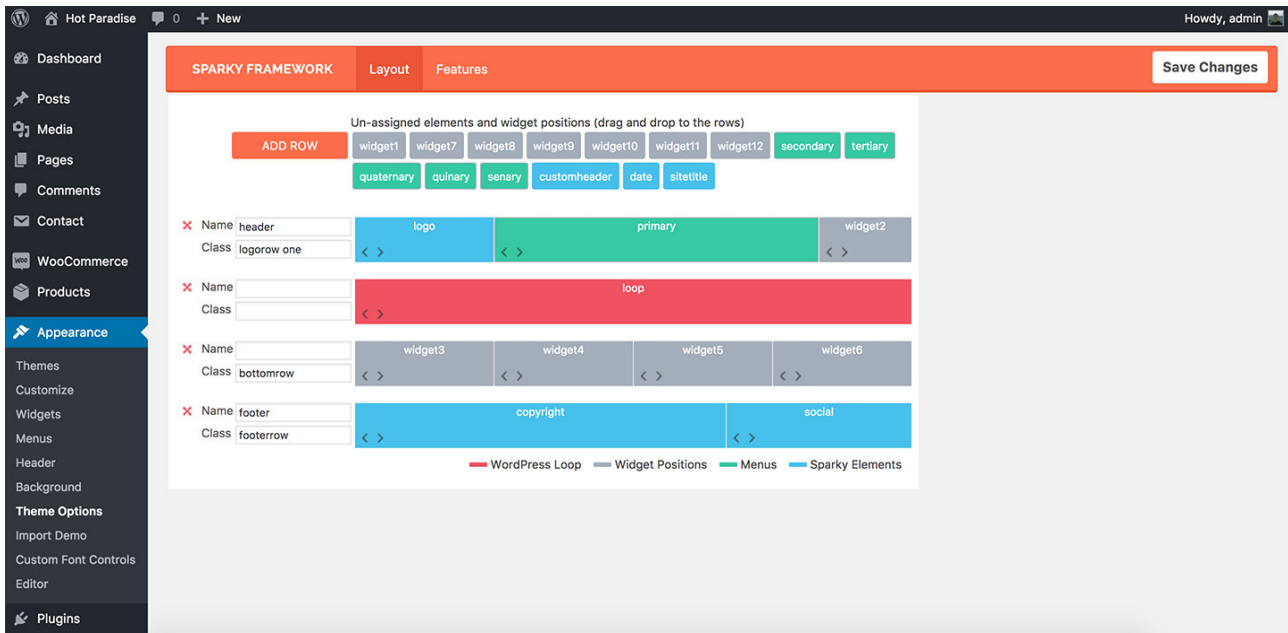 Hot Paradise 0 + New Howdy, admin
Dashboard
Posts
Media
Pages
Comments
Contact
WooCommerce
Products
Appearance
Themes
Customize
Widgets
Menus
Header
Background
Theme Options
Import Demo
Custom Font Controls
Editor
Plugins
SPARKY FRAMEWORK Layout Features Save Changes
Un-assigned elements and widget positions (drag and drop to the rows)
ADD ROW widget1 widget7 widget8 widget9 widget10 widget11 widget12 secondary tertiary
quaternary quinary senary customheader date sitetitle
Name header logo primary widget2
Class logorow one
Name loop
Class
Name widget3 widget4 widget5 widget6
Class bottomrow
Name footer copyright social
Class footerrow
WordPress Loop Widget Positions Menus Sparky Elements